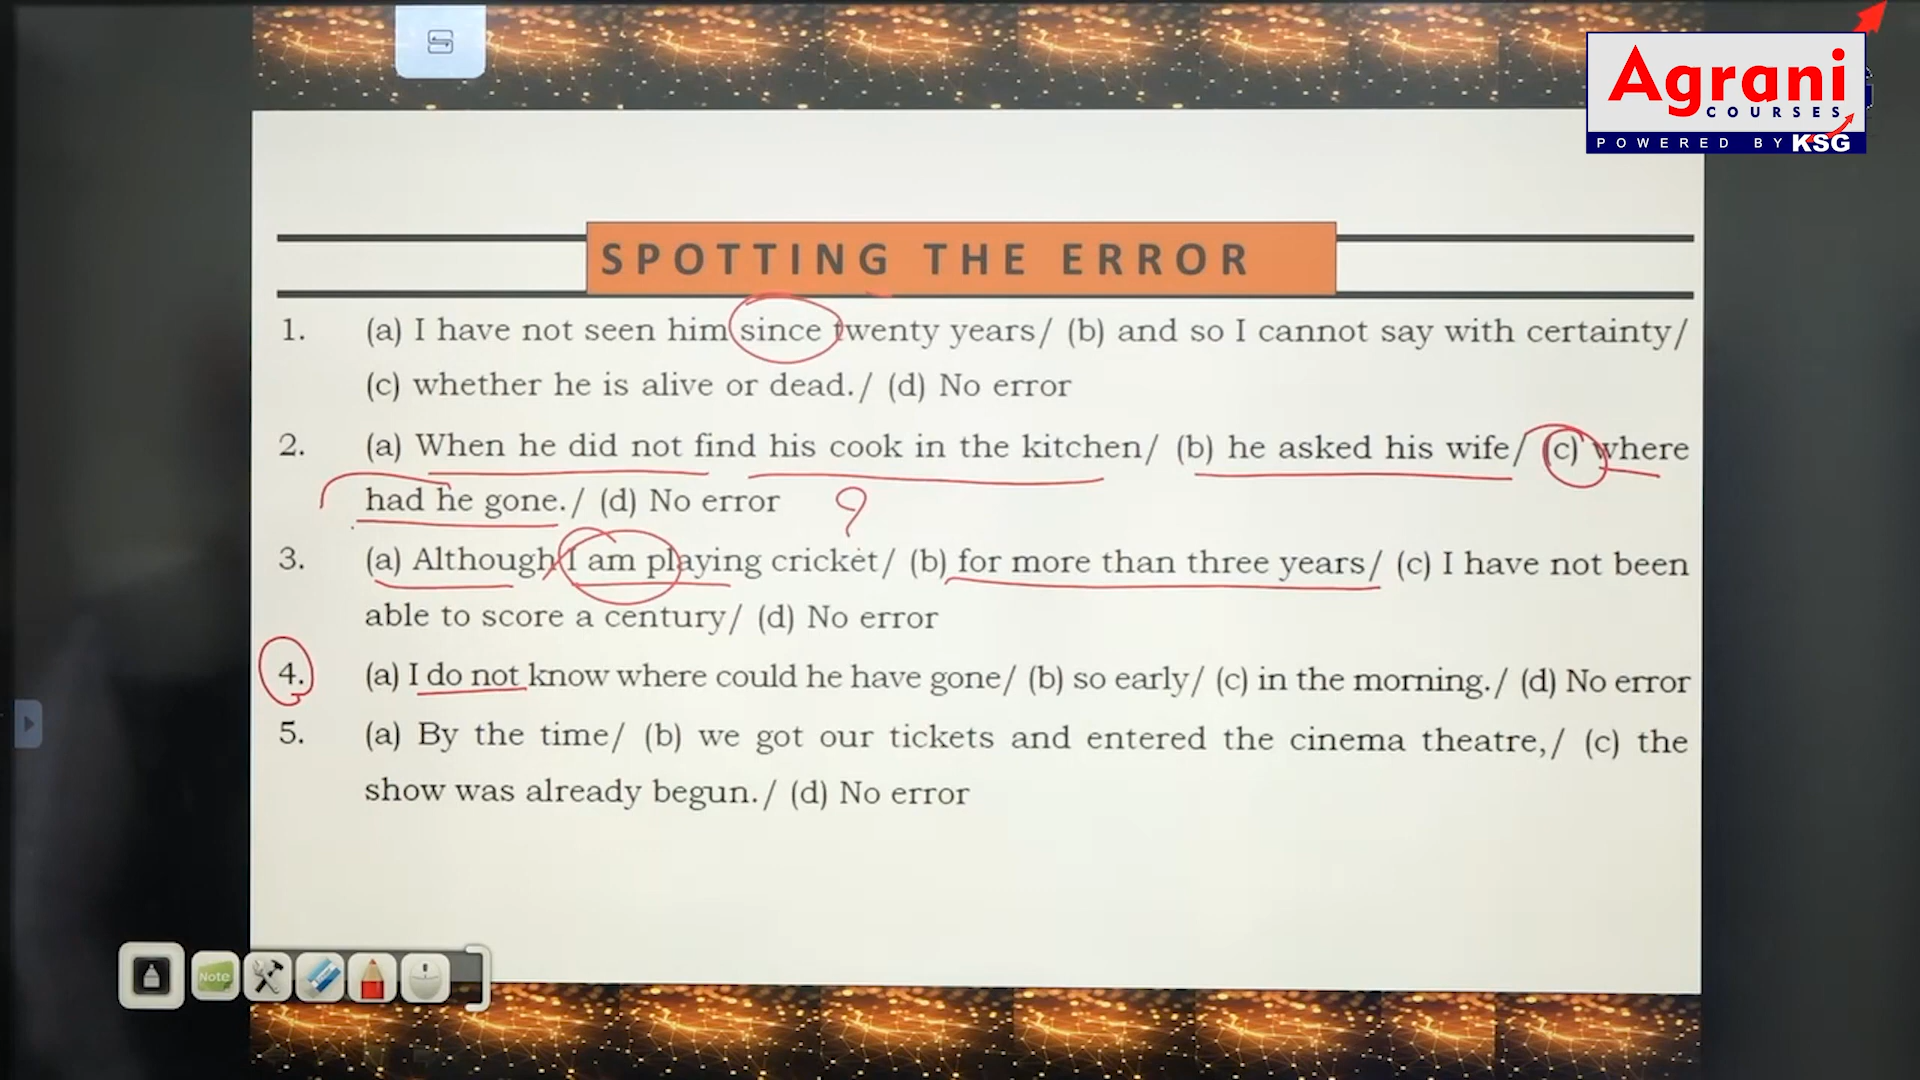 Agrani
COURSES
POWERED BY KSG
SPOTTING THE ERROR
1. (a) I have not seen him since twenty years/ (b) and so I cannot say with certainty/
(c) whether he is alive or dead./ (d) No error
2. (a) When he did not find his cook in the kitchen/ (b) he asked his wife/ (c) where
had he gone./ (d) No error ?
3. (a) Although I am playing cricket/ (b) for more than three years/ (c) I have not been
able to score a century/ (d) No error
4. (a) I do not know where could he have gone/ (b) so early/ (c) in the morning./ (d) No error
5. (a) By the time/ (b) we got our tickets and entered the cinema theatre,/ (c) the
show was already begun./ (d) No error
Note